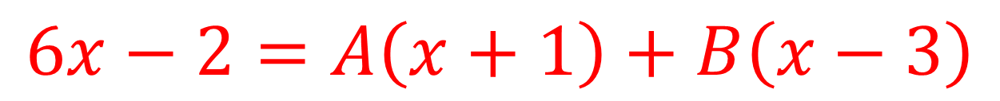 6x − 2 = A(x + 1) + B(x − 3)